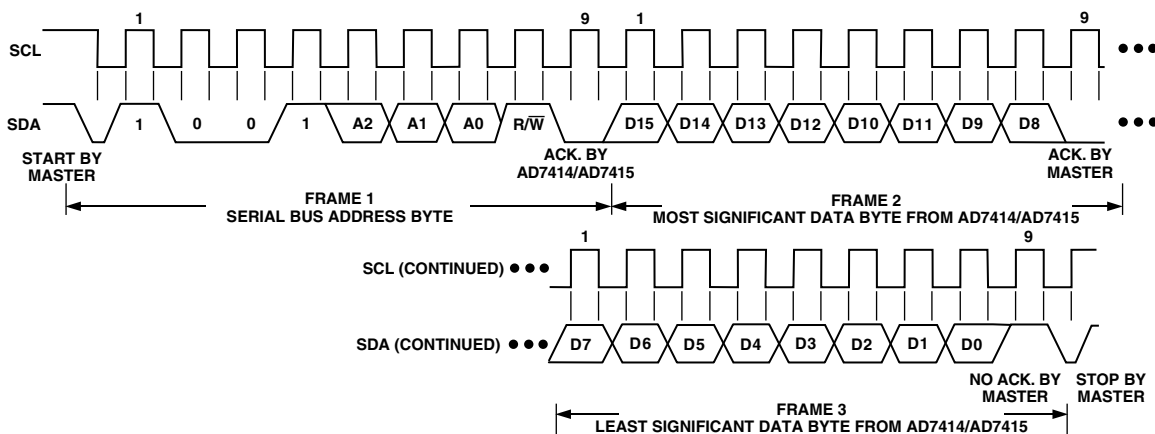 1 9 1 9
SCL
SDA 1 0 0 1 A2 A1 A0 R/W̅ D15 D14 D13 D12 D10 D11 D9 D8
START BY MASTER
ACK. BY AD7414/AD7415
ACK. BY MASTER
FRAME 1
SERIAL BUS ADDRESS BYTE
FRAME 2
MOST SIGNIFICANT DATA BYTE FROM AD7414/AD7415
1 9
SCL (CONTINUED)
SDA (CONTINUED) D7 D6 D5 D4 D3 D2 D1 D0
NO ACK. BY MASTER
STOP BY MASTER
FRAME 3
LEAST SIGNIFICANT DATA BYTE FROM AD7414/AD7415